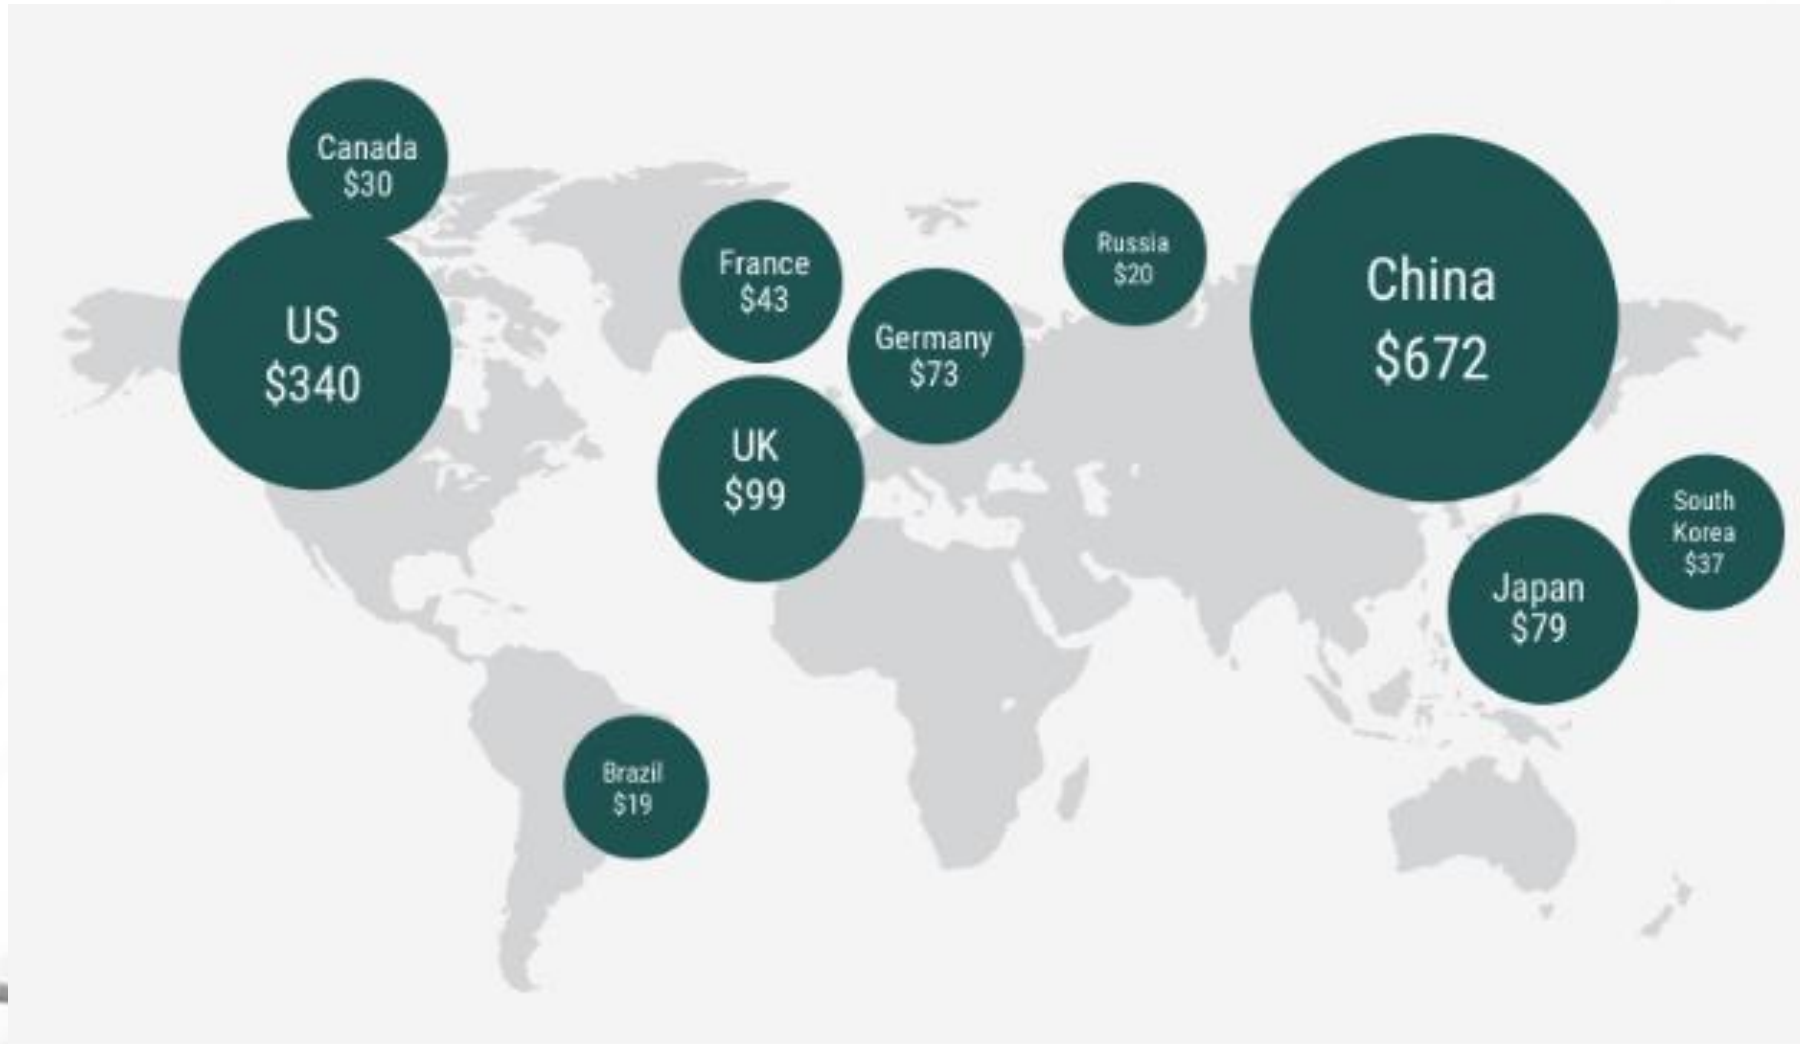 Canada
$30
US
$340
France
$43
Germany
$73
UK
$99
Russia
$20
China
$672
South
Korea
$37
Japan
$79
Brazil
$19